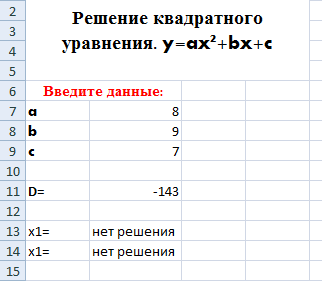 2
Решение квадратного
3
уравнения. y=ax²+bx+c
4
5
6 Введите данные:
7 a 8
8 b 9
9 c 7
10
11 D= -143
12
13 x1= нет решения
14 x1= нет решения
15